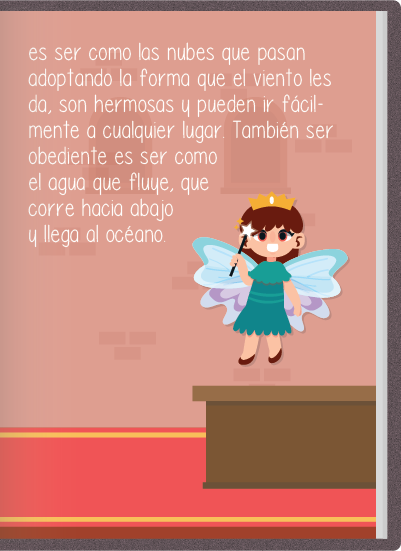 es ser como las nubes que pasan
adoptando la forma que el viento les
da, son hermosas y pueden ir fácil-
mente a cualquier lugar. También ser
obediente es ser como
el agua que fluye, que
corre hacia abajo
y llega al océano.